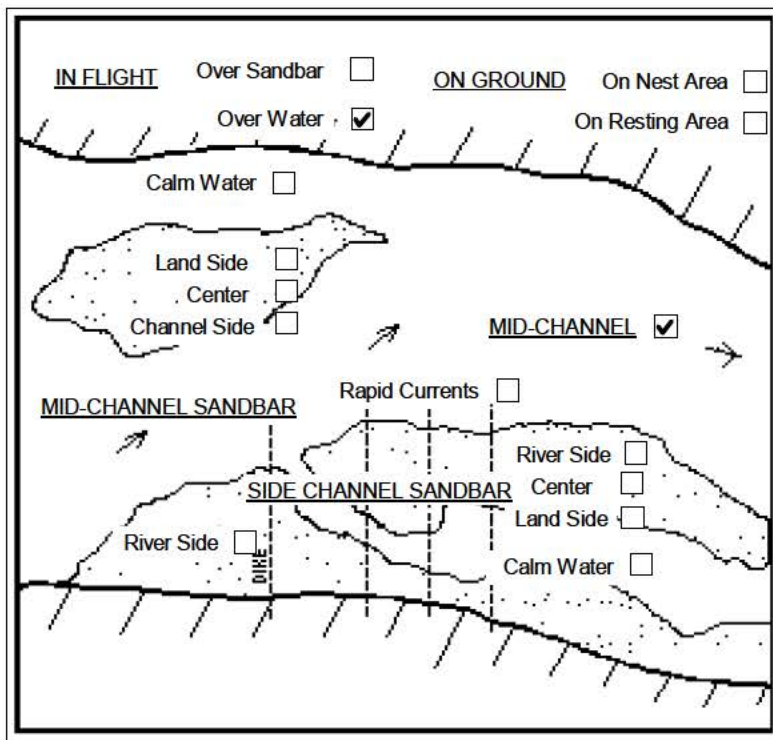 IN FLIGHT
Over Sandbar
ON GROUND
On Nest Area
Over Water
On Resting Area
Calm Water
Land Side
Center
Channel Side
MID-CHANNEL
Rapid Currents
MID-CHANNEL SANDBAR
River Side
SIDE CHANNEL SANDBAR
Center
Land Side
River Side
DIKE
Calm Water